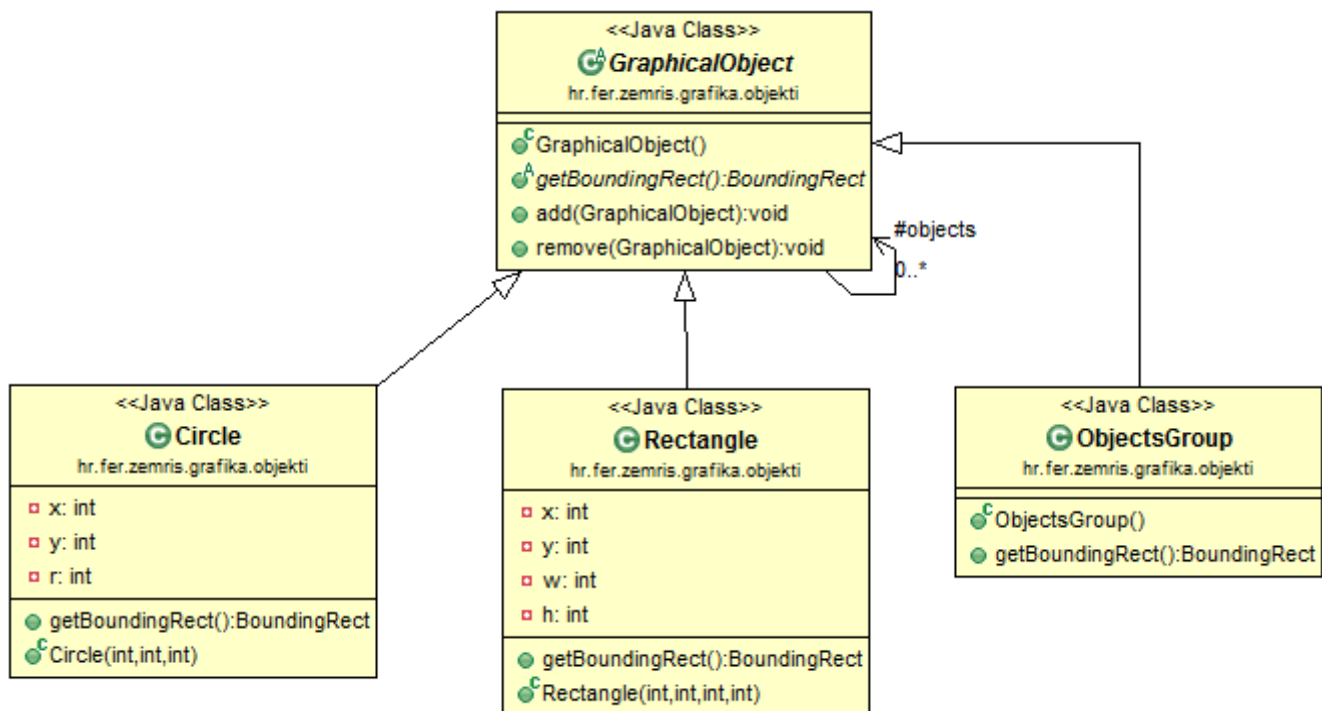 <<Java Class>>
GraphicalObject
hr.fer.zemris.grafika.objekti
GraphicalObject()
getBoundingRect():BoundingRect
add(GraphicalObject):void
remove(GraphicalObject):void
#objects
0..*
<<Java Class>>
Circle
hr.fer.zemris.grafika.objekti
x: int
y: int
r: int
getBoundingRect():BoundingRect
Circle(int,int,int)
<<Java Class>>
Rectangle
hr.fer.zemris.grafika.objekti
x: int
y: int
w: int
h: int
getBoundingRect():BoundingRect
Rectangle(int,int,int,int)
<<Java Class>>
ObjectsGroup
hr.fer.zemris.grafika.objekti
ObjectsGroup()
getBoundingRect():BoundingRect